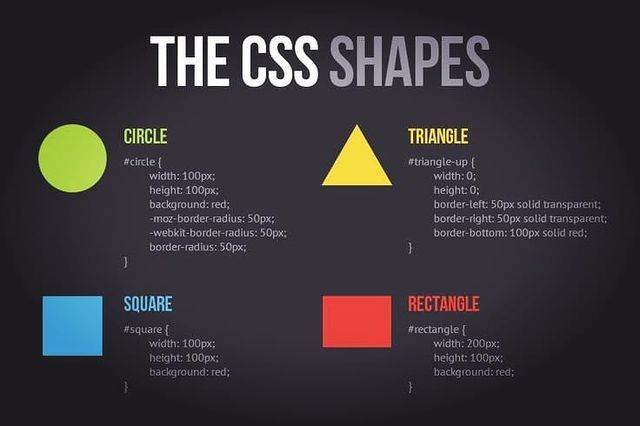 THE CSS SHAPES
CIRCLE
#circle {
width: 100px;
height: 100px;
background: red;
-moz-border-radius: 50px;
-webkit-border-radius: 50px;
border-radius: 50px;
}
TRIANGLE
#triangle-up {
width: 0;
height: 0;
border-left: 50px solid transparent;
border-right: 50px solid transparent;
border-bottom: 100px solid red;
}
SQUARE
#square {
width: 100px;
height: 100px;
background: red;
}
RECTANGLE
#rectangle {
width: 200px;
height: 100px;
background: red;
}